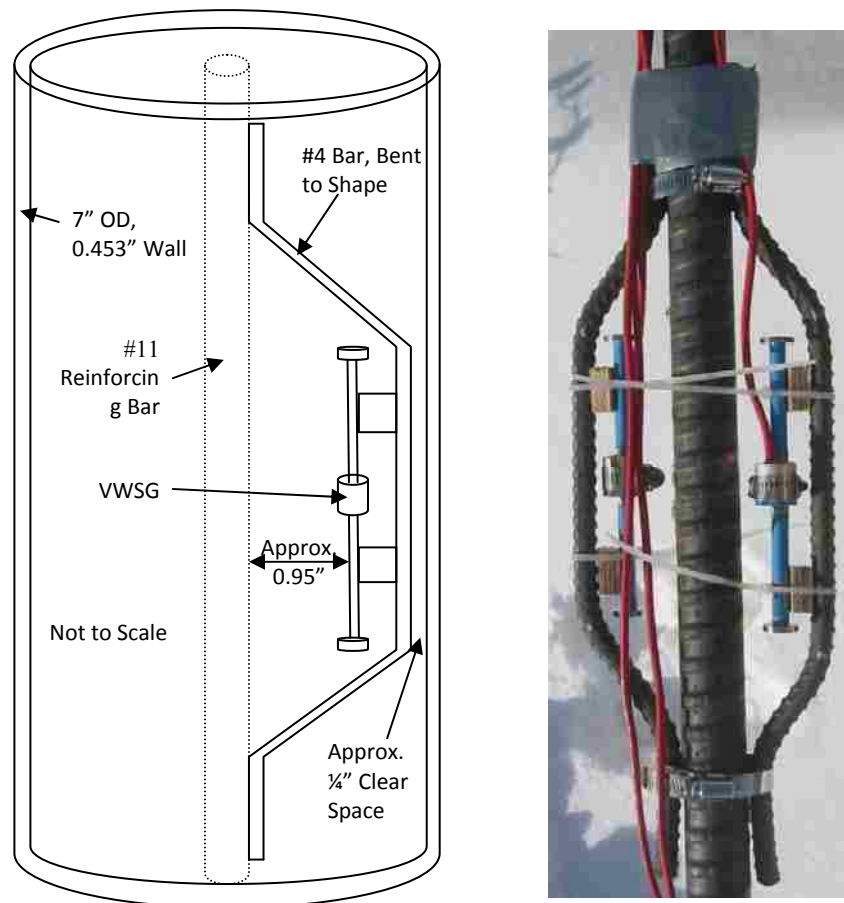 #4 Bar, Bent
to Shape
7” OD,
0.453” Wall
#11
Reinforcin
g Bar
VWSG
Approx.
0.95”
Not to Scale
Approx.
¼” Clear
Space